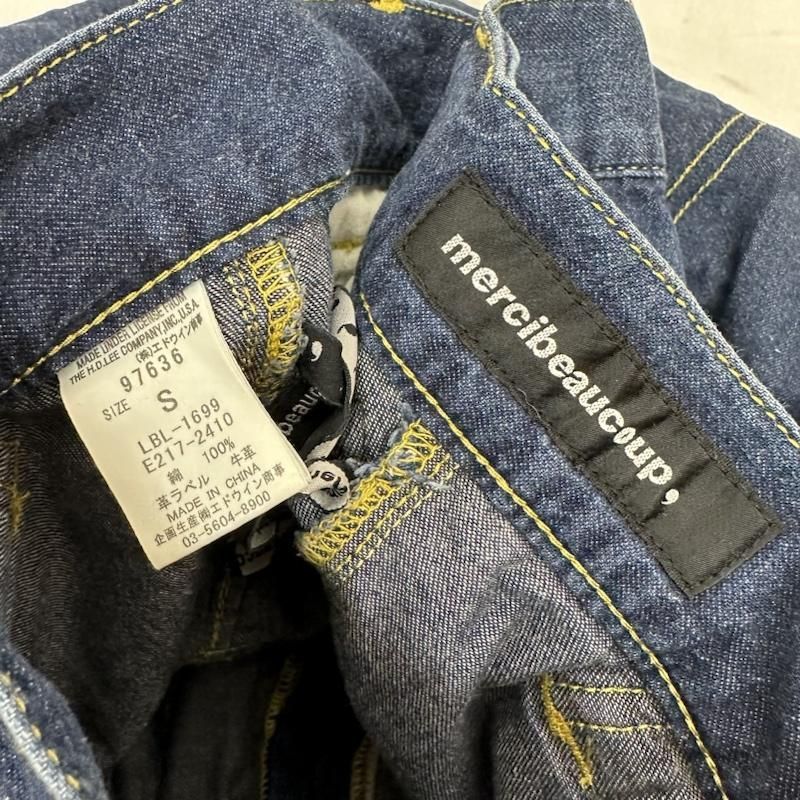 MADE UNDER LICENSE FROM
THE H.D.LEE COMPANY,INC.,U.S.A.
(株)エドウイン商事
97636
SIZE S
LBL-1699
E217-2410
綿 100%
革ラベル 牛革
MADE IN CHINA
企画生産㈱エドウイン商事
03-5604-8900
mercibeaucoup,
beauco